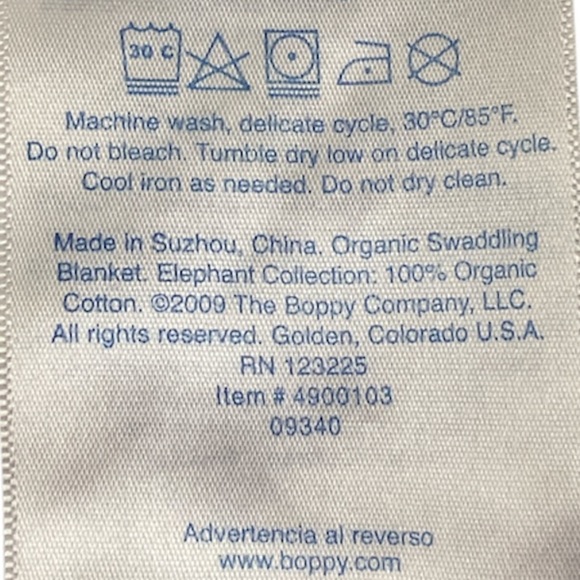 30 C
Machine wash, delicate cycle, 30°C/85°F.
Do not bleach. Tumble dry low on delicate cycle.
Cool iron as needed. Do not dry clean.
Made in Suzhou, China. Organic Swaddling
Blanket. Elephant Collection: 100% Organic
Cotton. ©2009 The Boppy Company, LLC.
All rights reserved. Golden, Colorado U.S.A.
RN 123225
Item # 4900103
09340
Advertencia al reverso
www.boppy.com